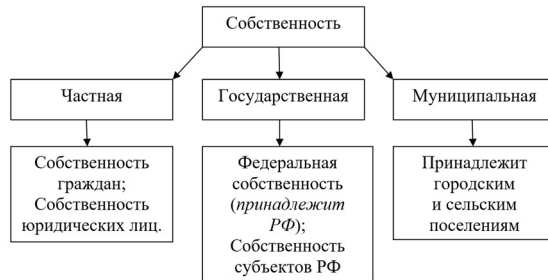 Собственность
Частная
Государственная
Муниципальная
Собственность
граждан;
Собственность
юридических лиц.
Федеральная
собственность
(принадлежит
РФ);
Собственность
субъектов РФ
Принадлежит
городским
и сельским
поселениям